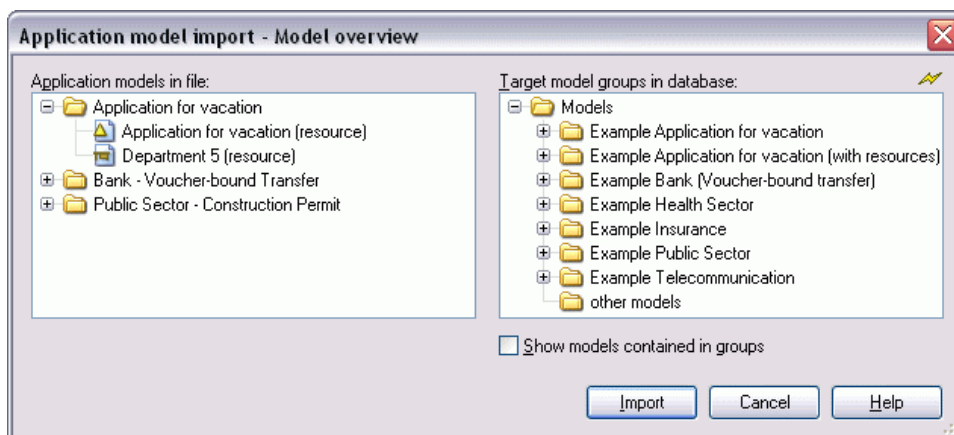 Application model import - Model overview
Application models in file:
Application for vacation
Application for vacation (resource)
Department 5 (resource)
Bank - Voucher-bound Transfer
Public Sector - Construction Permit
Target model groups in database:
Models
Example Application for vacation
Example Application for vacation (with resources)
Example Bank (Voucher-bound transfer)
Example Health Sector
Example Insurance
Example Public Sector
Example Telecommunication
other models
Show models contained in groups
Import
Cancel
Help